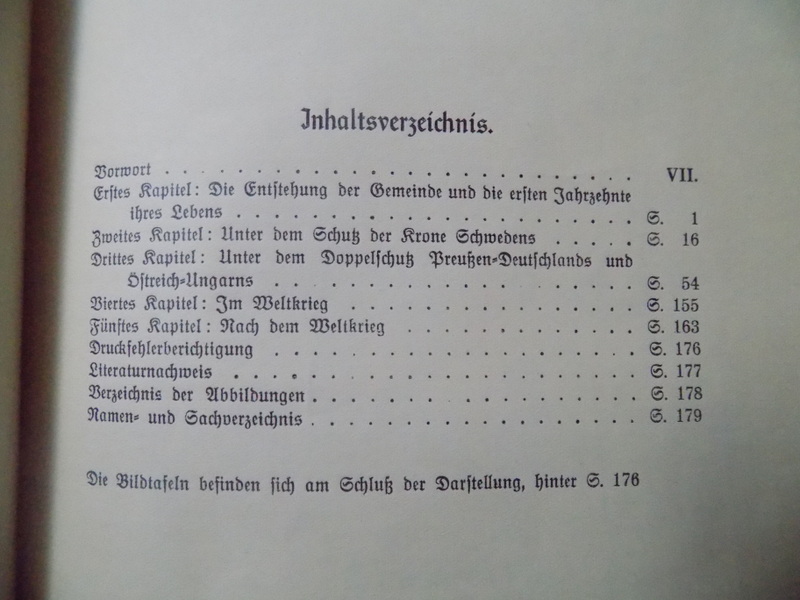 Inhaltsverzeichnis.
Vorwort . . . . . . . . . . . . . . . . . . . . . . VII.
Erstes Kapitel: Die Entstehung der Gemeinde und die ersten Jahrzehnte
ihres Lebens . . . . . . . . . . . . . . . . . . S. 1
Zweites Kapitel: Unter dem Schutz der Krone Schwedens . . . . . S. 16
Drittes Kapitel: Unter dem Doppelschutz Preußen-Deutschlands und
Östreich-Ungarns . . . . . . . . . . . . . . . . S. 54
Viertes Kapitel: Im Weltkrieg . . . . . . . . . . . . . S. 155
Fünftes Kapitel: Nach dem Weltkrieg . . . . . . . . . . . S. 163
Druckfehlerberichtigung . . . . . . . . . . . . . . . . S. 176
Literaturnachweis . . . . . . . . . . . . . . . . . . S. 177
Verzeichnis der Abbildungen . . . . . . . . . . . . . . S. 178
Namen- und Sachverzeichnis . . . . . . . . . . . . . . S. 179
Die Bildtafeln befinden sich am Schluß der Darstellung, hinter S. 176